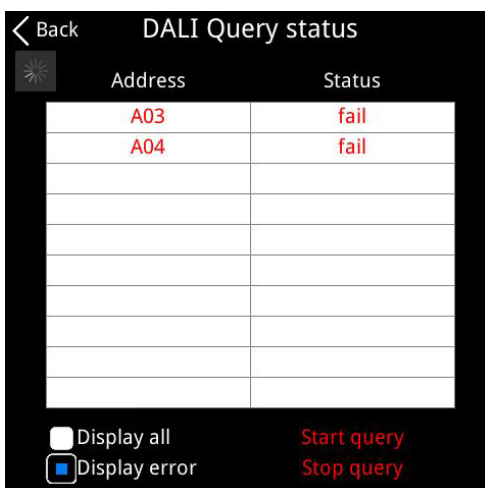 Back DALI Query status
Address Status
A03 fail
A04 fail
Display all Start query
Display error Stop query